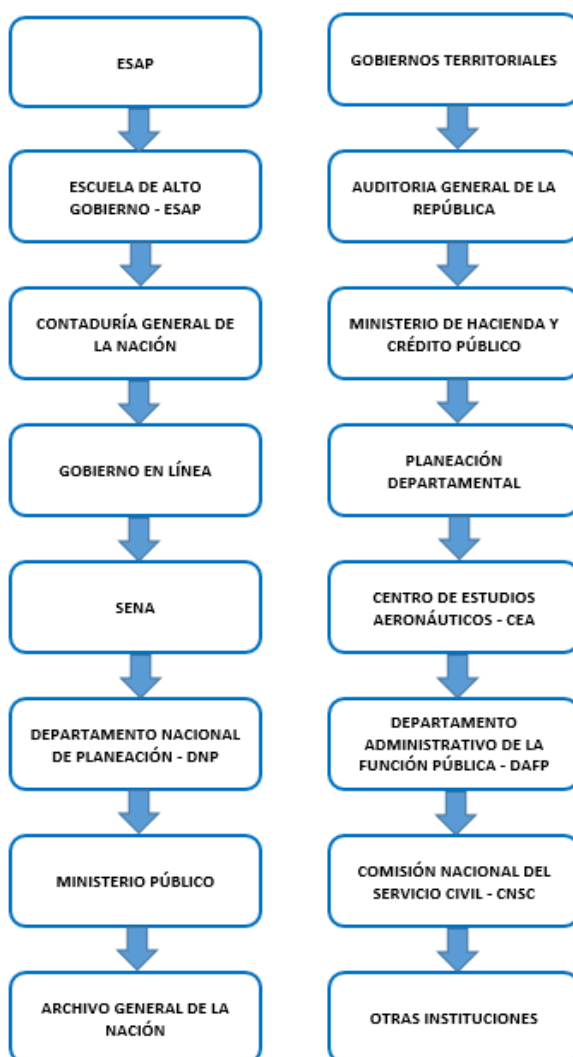 ESAP
ESCUELA DE ALTO
GOBIERNO - ESAP
CONTADURÍA GENERAL DE
LA NACIÓN
GOBIERNO EN LÍNEA
SENA
DEPARTAMENTO NACIONAL
DE PLANEACIÓN - DNP
MINISTERIO PÚBLICO
ARCHIVO GENERAL DE LA
NACIÓN
GOBIERNOS TERRITORIALES
AUDITORIA GENERAL DE LA
REPÚBLICA
MINISTERIO DE HACIENDA Y
CRÉDITO PÚBLICO
PLANEACIÓN
DEPARTAMENTAL
CENTRO DE ESTUDIOS
AERONÁUTICOS - CEA
DEPARTAMENTO
ADMINISTRATIVO DE LA
FUNCIÓN PÚBLICA - DAFP
COMISIÓN NACIONAL DEL
SERVICIO CIVIL - CNSC
OTRAS INSTITUCIONES